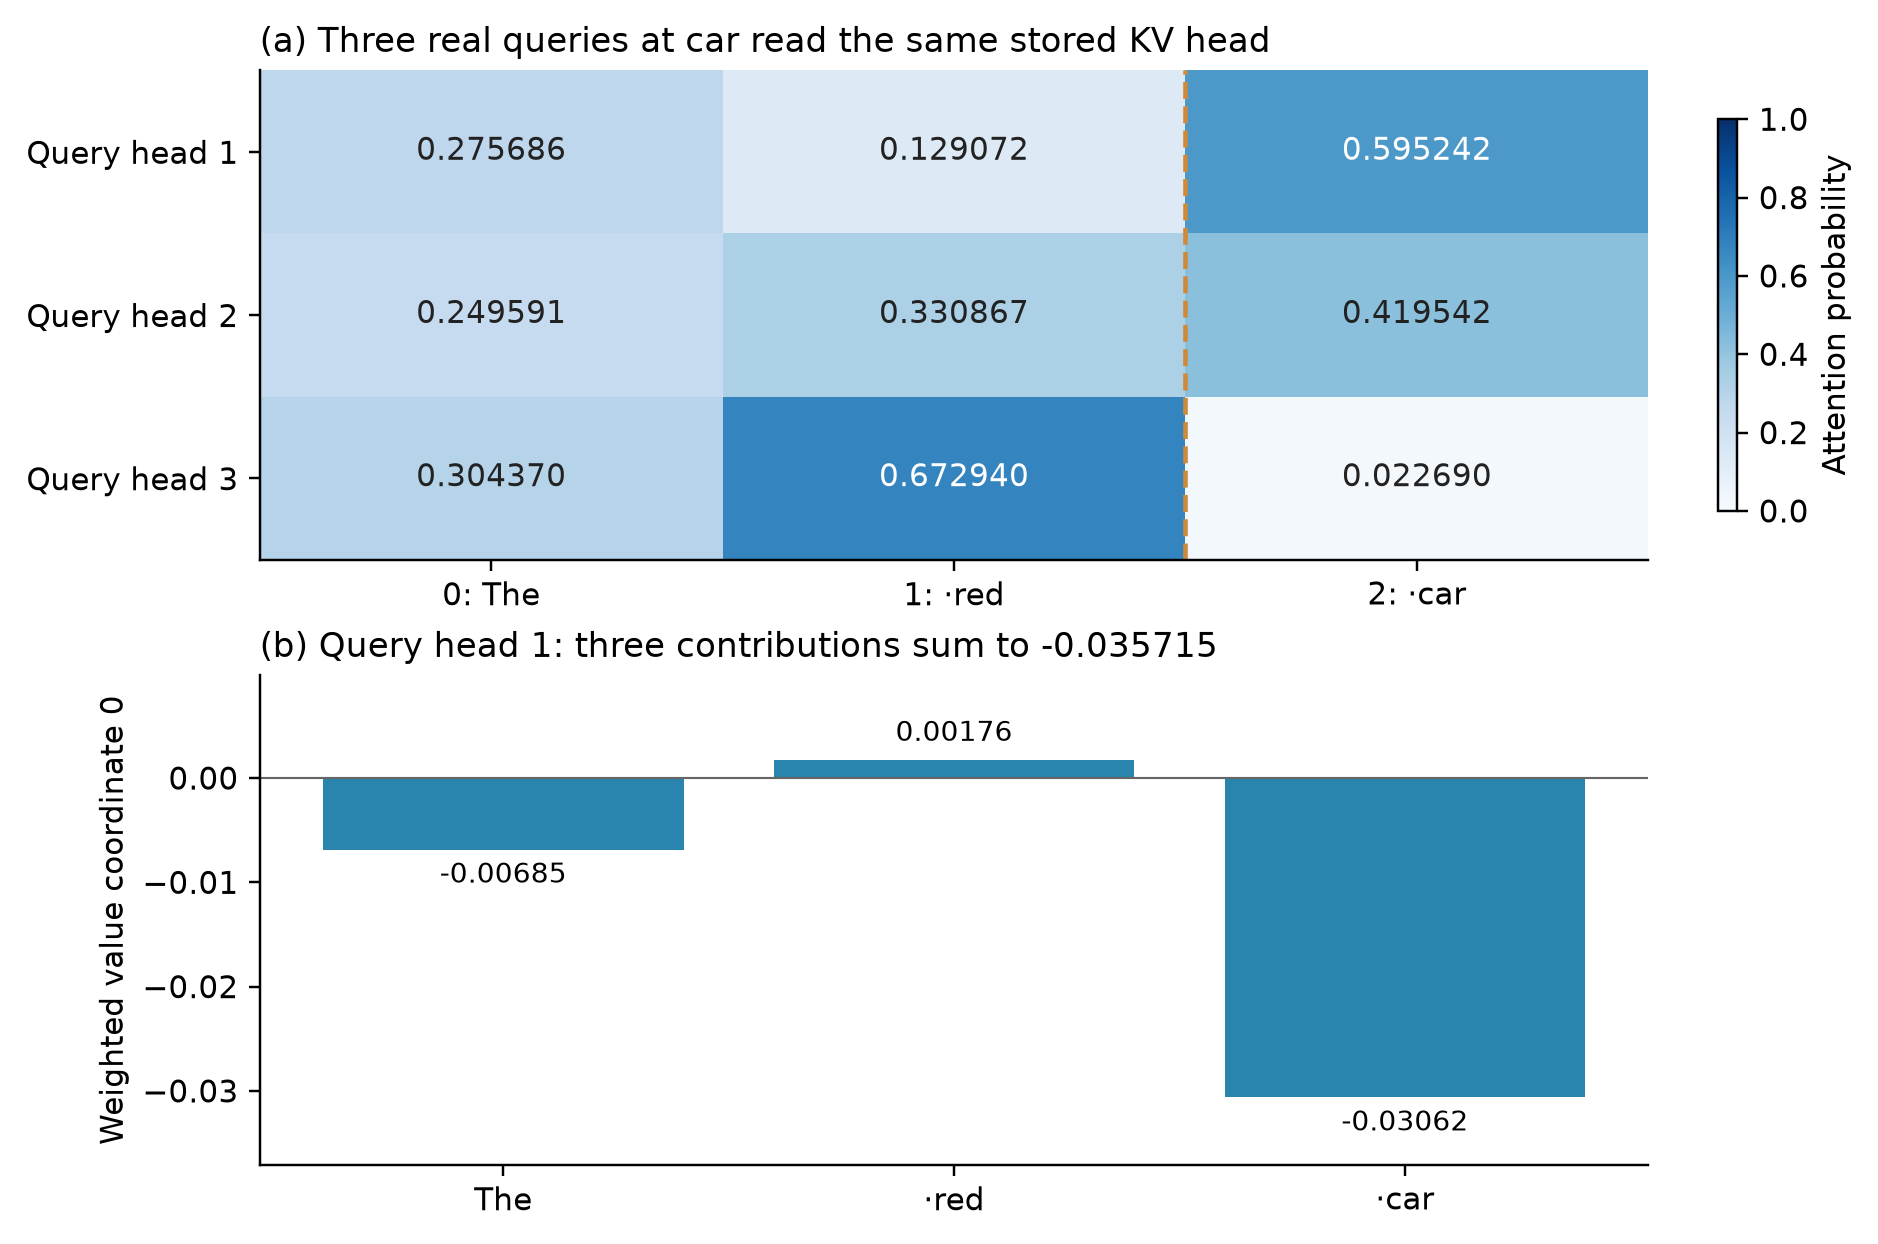 (a) Three real queries at car read the same stored KV head
Query head 1
0.275686
0.129072
0.595242
Query head 2
0.249591
0.330867
0.419542
Query head 3
0.304370
0.672940
0.022690
0: The
1: ·red
2: ·car
1.0
0.8
0.6
0.4
0.2
0.0
Attention probability
(b) Query head 1: three contributions sum to -0.035715
Weighted value coordinate 0
0.00
−0.01
−0.02
−0.03
-0.00685
0.00176
-0.03062
The
·red
·car